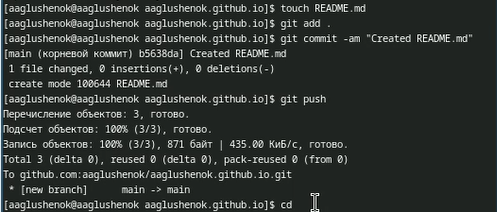 [aaglushenok@aaglushenok aaglushenok.github.io]$ touch README.md
[aaglushenok@aaglushenok aaglushenok.github.io]$ git add .
[aaglushenok@aaglushenok aaglushenok.github.io]$ git commit -am "Created README.md"
[main (корневой коммит) b5638da] Created README.md
 1 file changed, 0 insertions(+), 0 deletions(-)
 create mode 100644 README.md
[aaglushenok@aaglushenok aaglushenok.github.io]$ git push
Перечисление объектов: 3, готово.
Подсчет объектов: 100% (3/3), готово.
Запись объектов: 100% (3/3), 871 байт | 435.00 КиБ/с, готово.
Total 3 (delta 0), reused 0 (delta 0), pack-reused 0 (from 0)
To github.com:aaglushenok/aaglushenok.github.io.git
 * [new branch]      main -> main
[aaglushenok@aaglushenok aaglushenok.github.io]$ cd